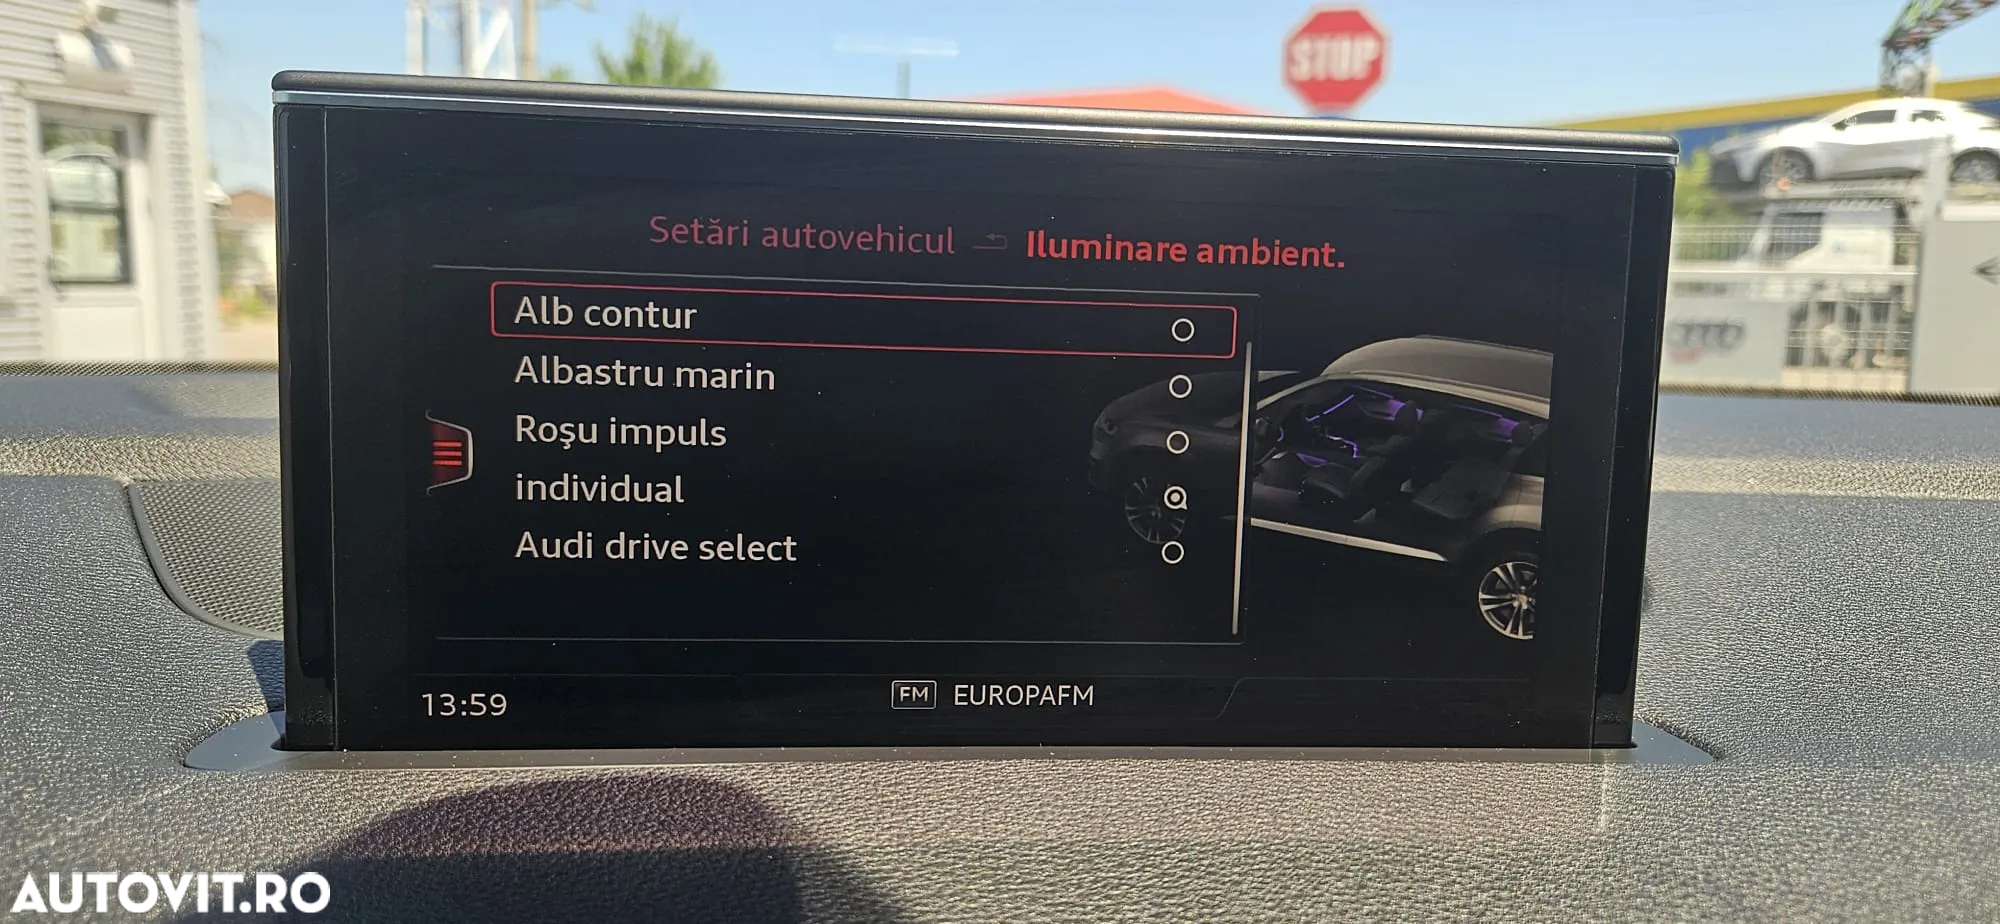 STOP
Setări autovehicul Iluminare ambient.
Alb contur
Albastru marin
Roşu impuls
individual
Audi drive select
13:59
FM EUROPAFM
AUTOVIT.RO